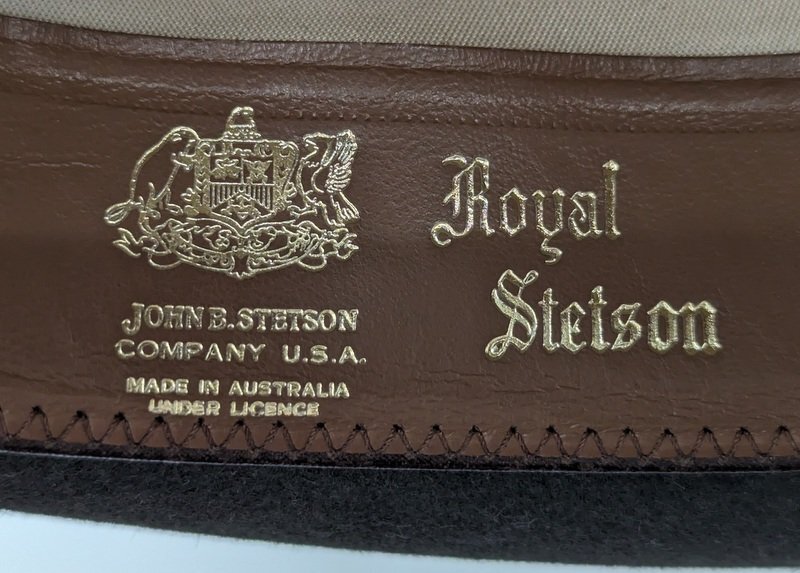 JOHN B. STETSON
COMPANY U.S.A.
MADE IN AUSTRALIA
UNDER LICENCE
Royal
Stetson